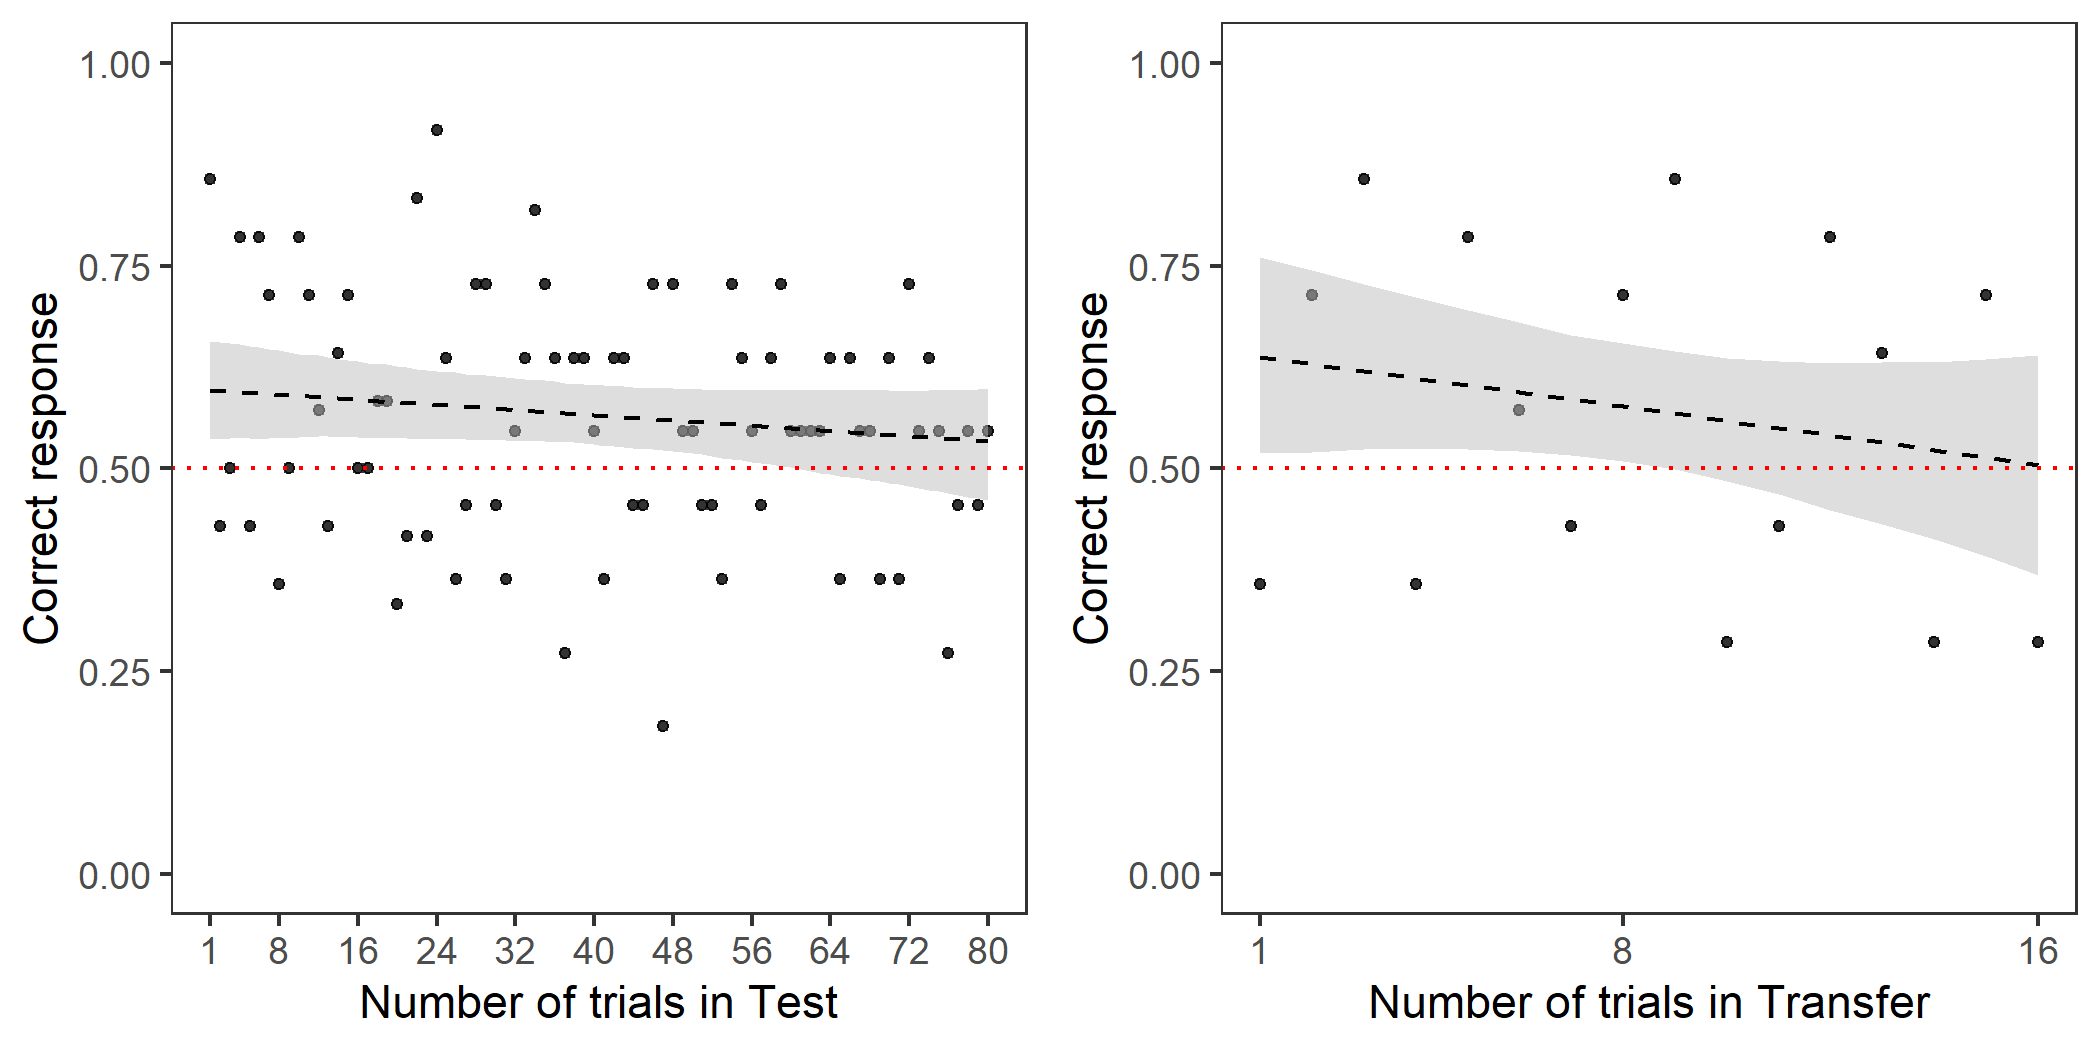 1.00
0.75
0.50
0.25
0.00
Correct response
1 8 16 24 32 40 48 56 64 72 80
Number of trials in Test
1.00
0.75
0.50
0.25
0.00
Correct response
1 8 16
Number of trials in Transfer